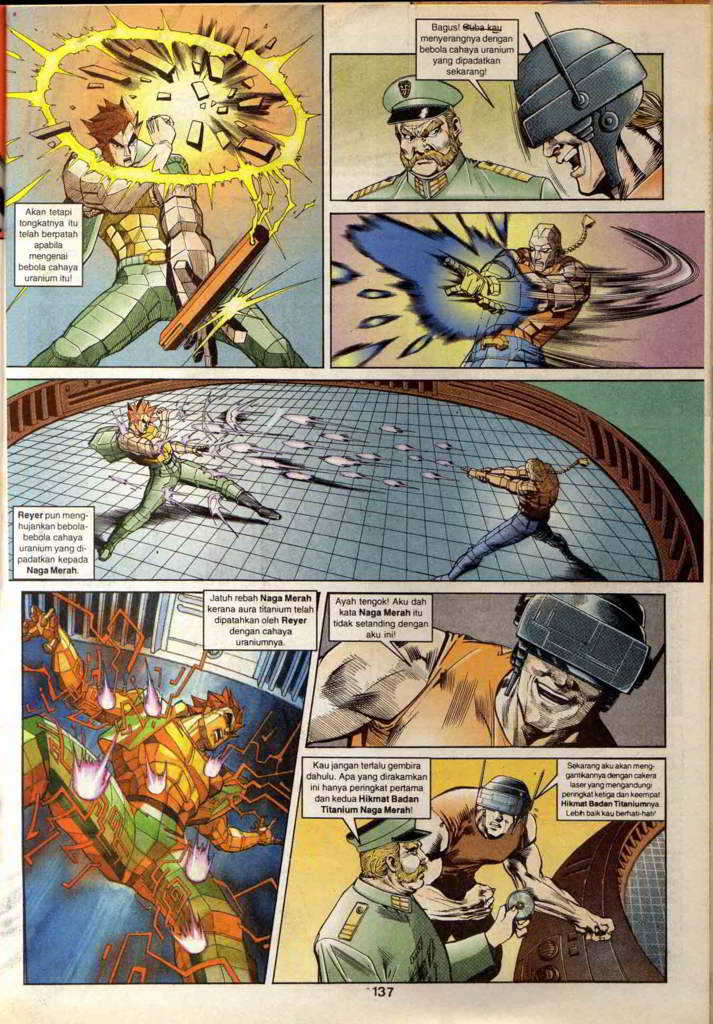 Akan tetapi
tongkatnya itu
telah berpatah
apabila
mengenai
bebola cahaya
uranium itu!
Bagus! Cuba kau
menyerangnya dengan
bebola cahaya uranium
yang dipadatkan
sekarang!
Reyer pun meng-
hujankan bebola-
bebola cahaya
uranium yang di-
padatkan kepada
Naga Merah.
Jatuh rebah Naga Merah
kerana aura titanium telah
dipatahkan oleh Reyer
dengan cahaya
uraniumnya.
Ayah tengok! Aku dah
kata Naga Merah itu
tidak setanding dengan
aku ini!
Kau jangan terlalu gembira
dahulu. Apa yang dirakamkan
ini hanya peringkat pertama
dan kedua Hikmat Badan
Titanium Naga Merah!
Sekarang aku akan meng-
gantikannya dengan cakera
laser yang mengandungi
peringkat ketiga dan keempat
Hikmat Badan Titaniumnya.
Lebih baik kau berhati-hati!
137